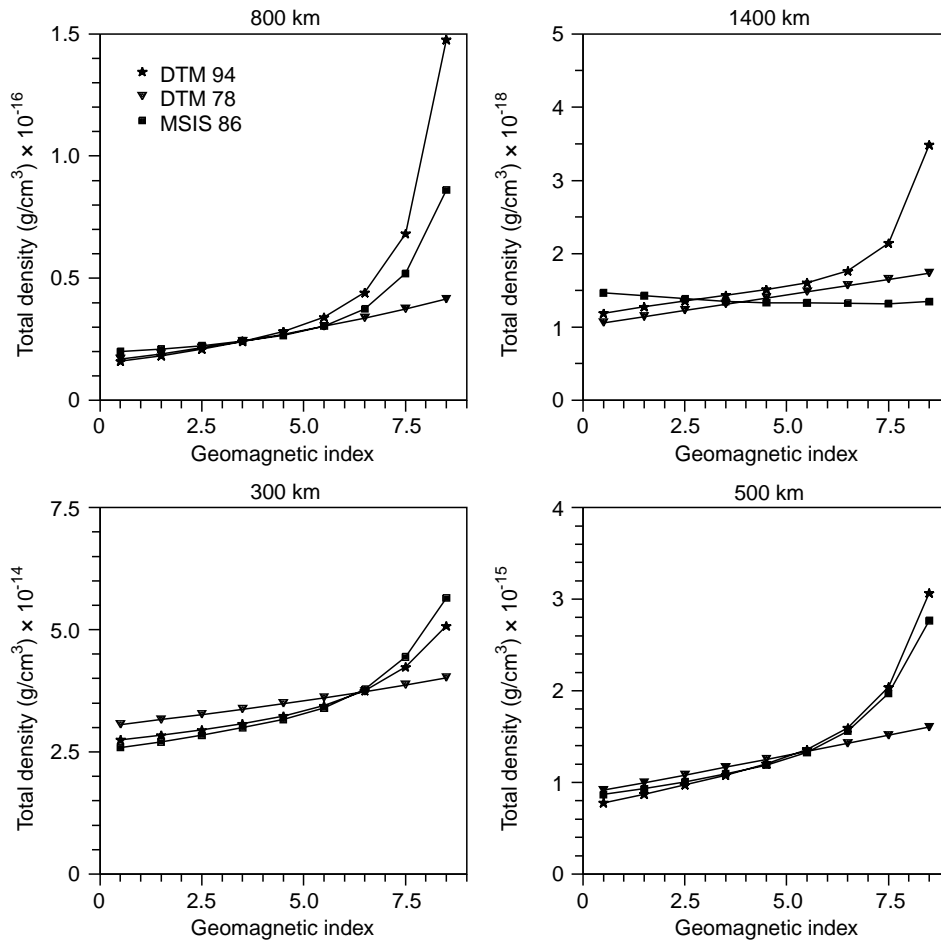 800 km
1.5
1.0
0.5
0
Total density (g/cm³) × 10⁻¹⁶
★ DTM 94
▼ DTM 78
■ MSIS 86
0 2.5 5.0 7.5
Geomagnetic index
1400 km
5
4
3
2
1
0
Total density (g/cm³) × 10⁻¹⁸
0 2.5 5.0 7.5
Geomagnetic index
300 km
7.5
5.0
2.5
0
Total density (g/cm³) × 10⁻¹⁴
0 2.5 5.0 7.5
Geomagnetic index
500 km
4
3
2
1
0
Total density (g/cm³) × 10⁻¹⁵
0 2.5 5.0 7.5
Geomagnetic index